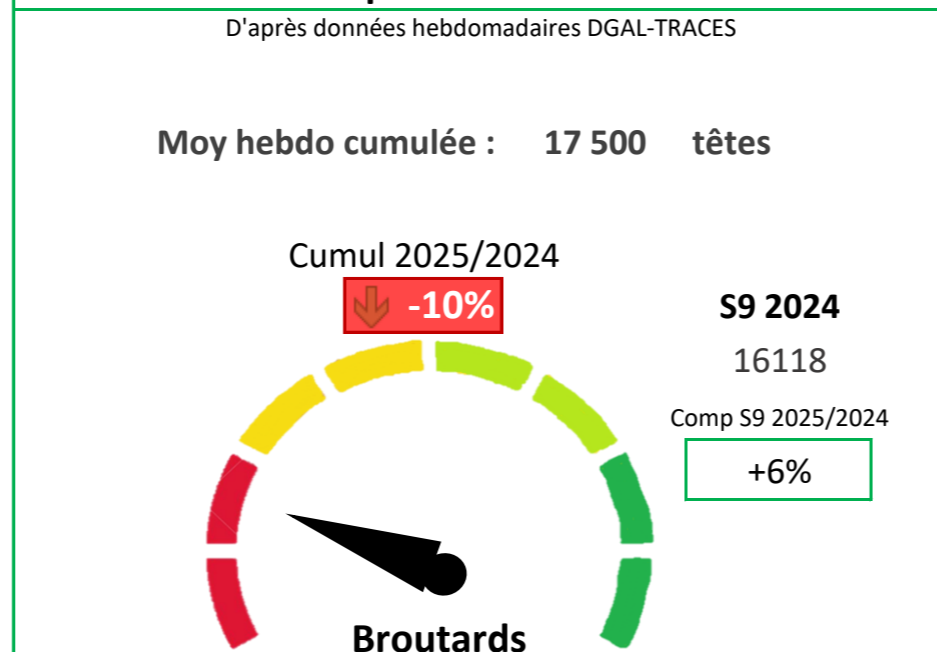 D'après données hebdomadaires DGAL-TRACES
Moy hebdo cumulée : 17 500 têtes
Cumul 2025/2024
-10%
S9 2024
16118
Comp S9 2025/2024
+6%
Broutards